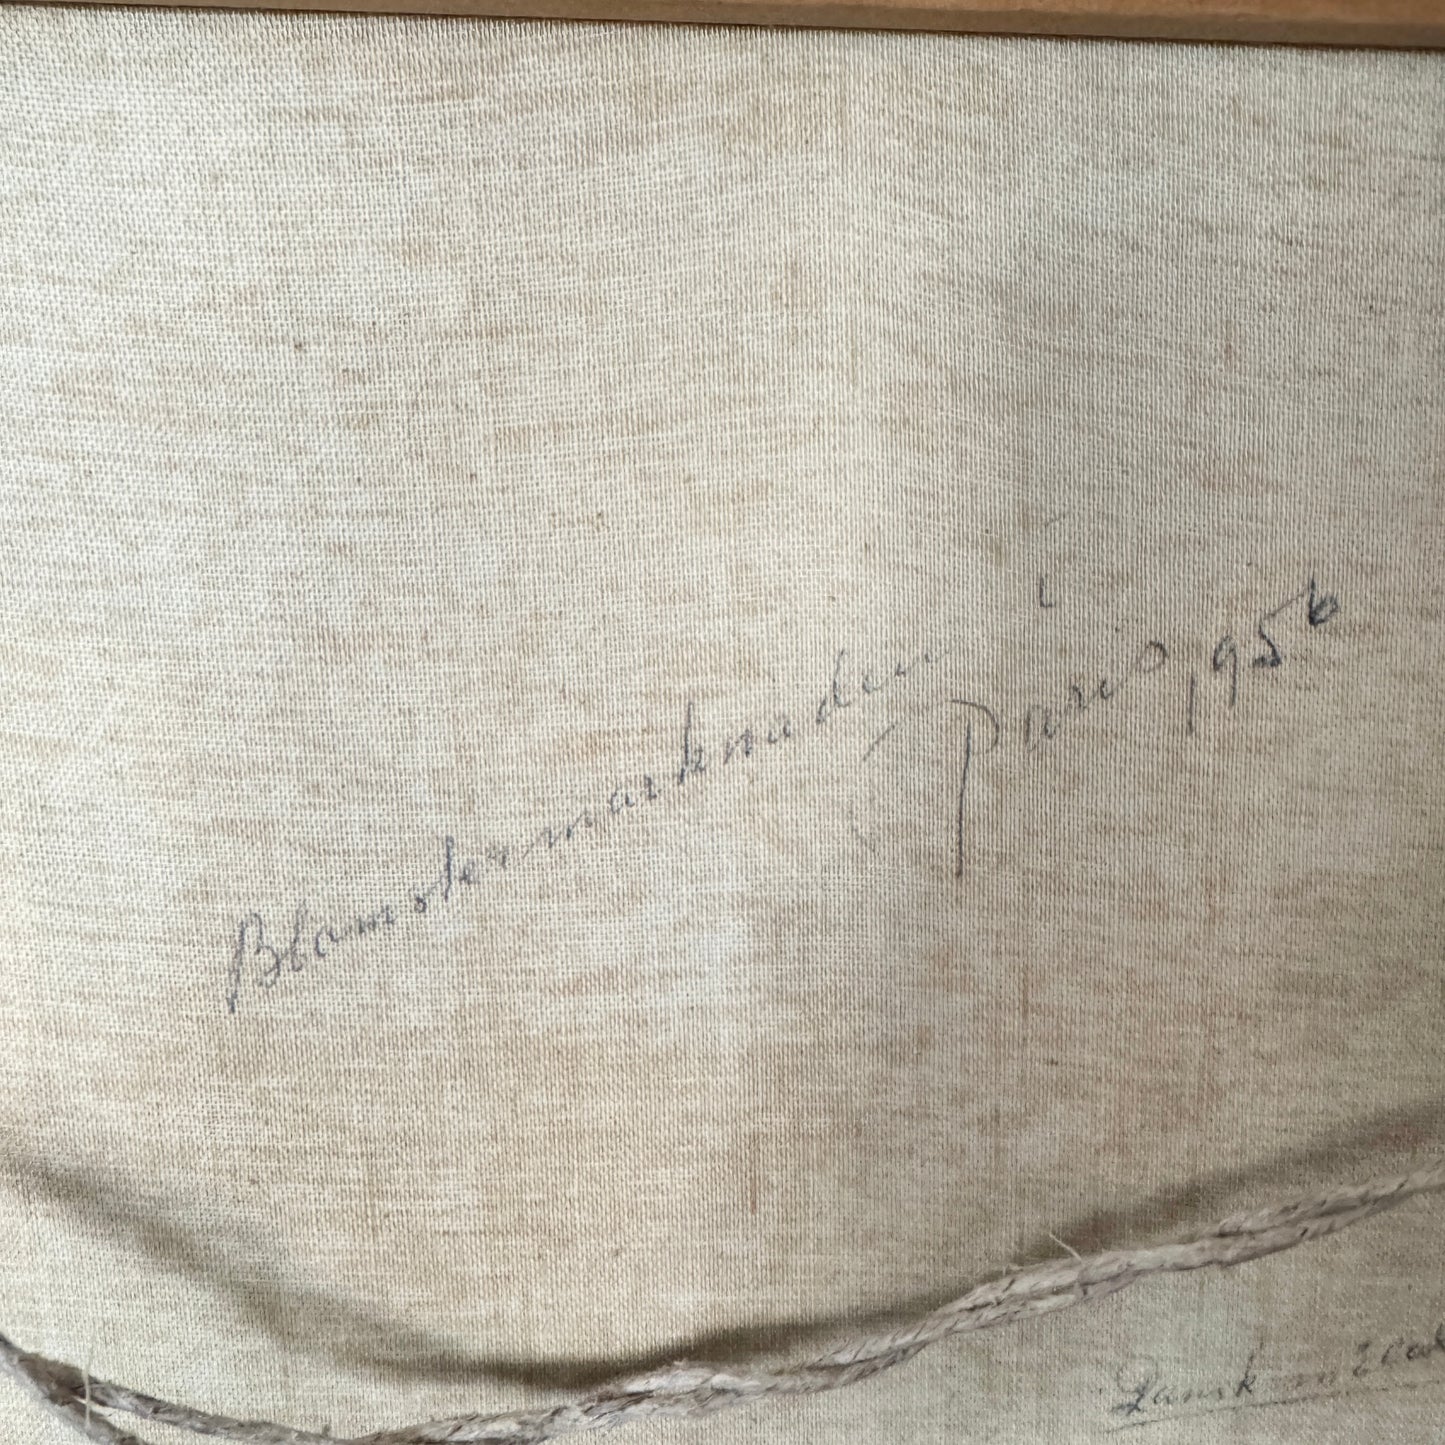 Blomstermarknaden i
Paris, 1956